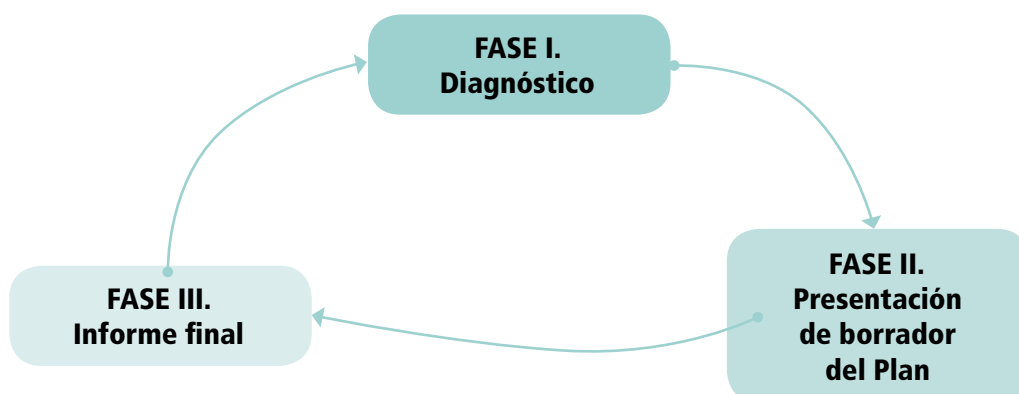 FASE I.
Diagnóstico
FASE II.
Presentación
de borrador
del Plan
FASE III.
Informe final